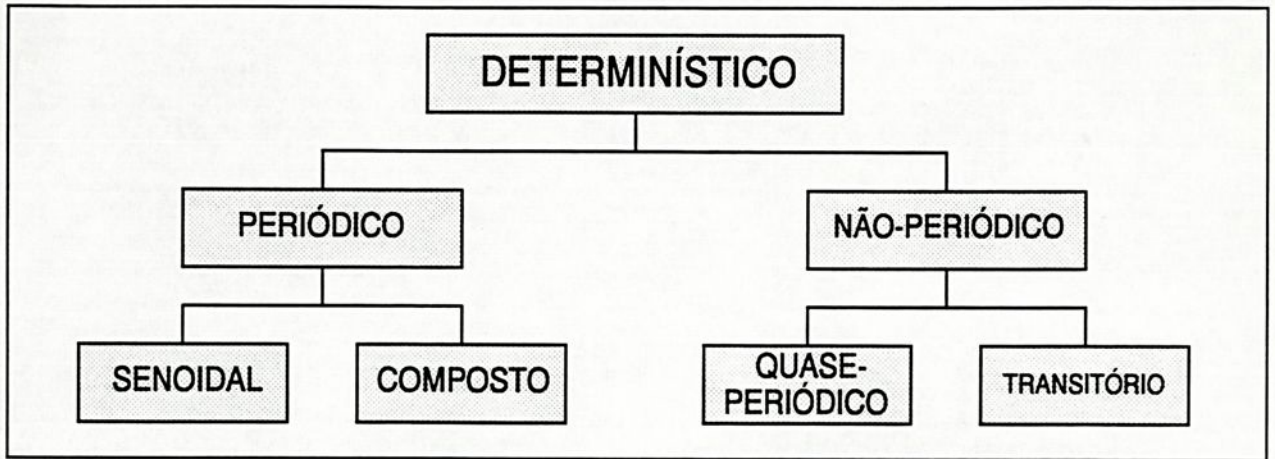 DETERMINÍSTICO
PERIÓDICO
NÃO-PERIÓDICO
SENOIDAL
COMPOSTO
QUASE-
PERIÓDICO
TRANSITÓRIO